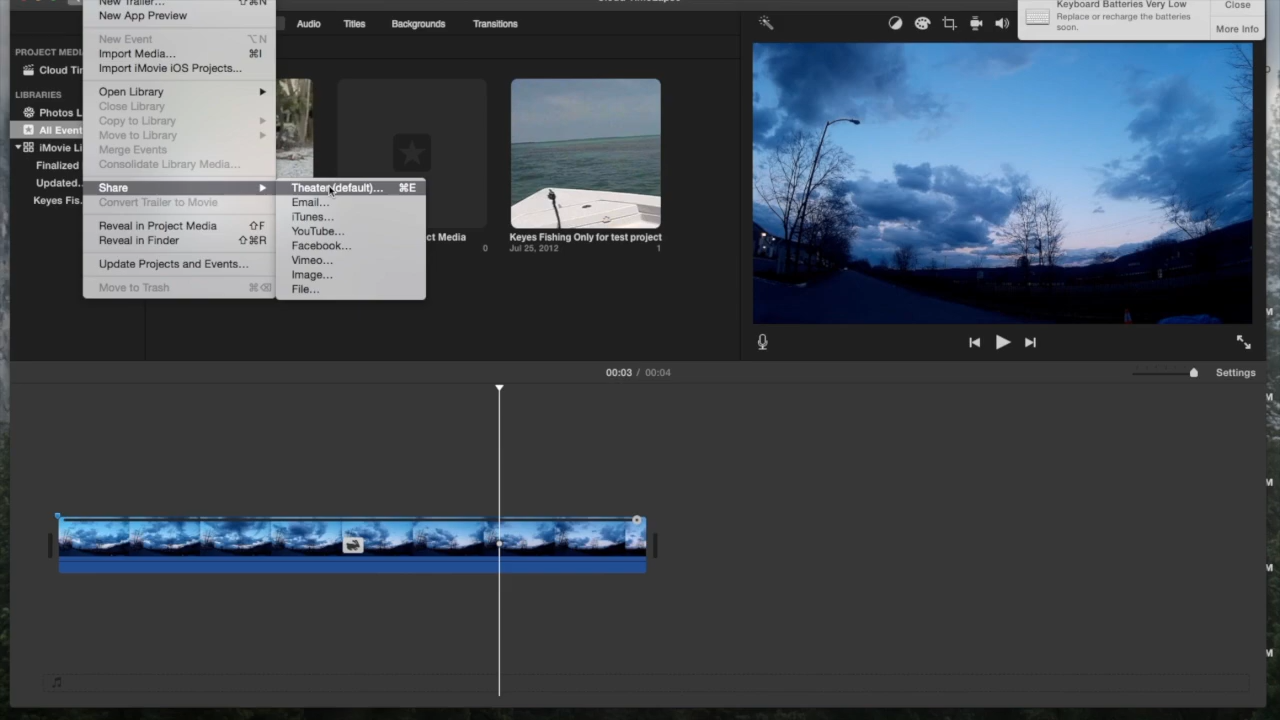 New Trailer... ⇧⌘N
New App Preview
New Event ⌥N
Import Media... ⌘I
Import iMovie iOS Projects...
Open Library
Close Library
Copy to Library
Move to Library
Merge Events
Consolidate Library Media...
Share
Convert Trailer to Movie
Reveal in Project Media ⇧F
Reveal in Finder ⇧⌘R
Update Projects and Events...
Move to Trash ⌘⌫
Theater (default)... ⌘E
Email...
iTunes...
YouTube...
Facebook...
Vimeo...
Image...
File...
Audio Titles Backgrounds Transitions
PROJECT MEDIA
Cloud Tim
LIBRARIES
Photos L
All Event
iMovie Li
Finalized
Updated..
Keyes Fis..
ct Media
0
Keyes Fishing Only for test project
Jul 25, 2012 1
Keyboard Batteries Very Low
Replace or recharge the batteries
soon.
Close
More Info
00:03 / 00:04
Settings